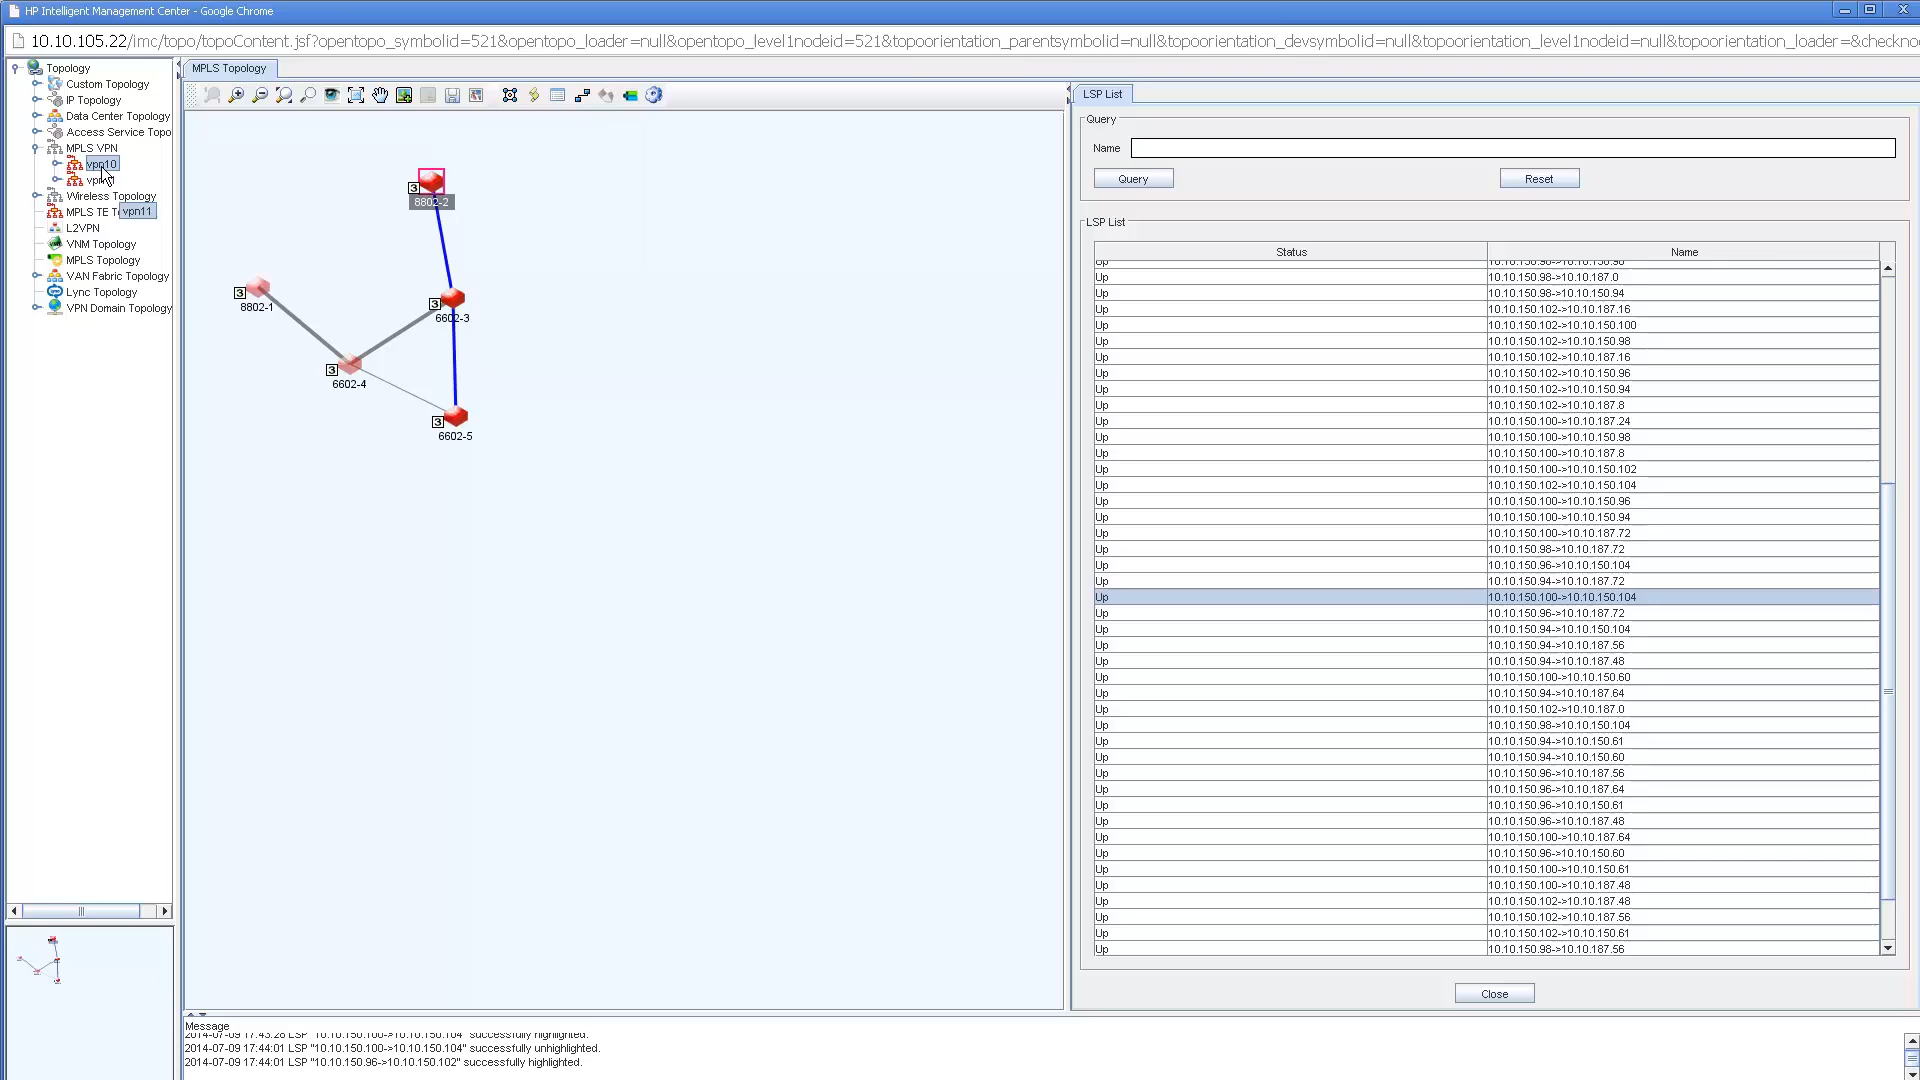 HP Intelligent Management Center - Google Chrome
10.10.105.22/imc/topo/topoContent.jsf?opentopo_symbolid=521&opentopo_loader=null&opentopo_level1nodeid=521&topoorientation_parentsymbolid=null&topoorientation_devsymbolid=null&topoorientation_level1nodeid=null&topoorientation_loader=&checkno
Topology
Custom Topology
IP Topology
Data Center Topology
Access Service Topo
MPLS VPN
vpn10
Wireless Topology
MPLS TE T
vpn11
L2VPN
VNM Topology
MPLS Topology
VAN Fabric Topology
Lync Topology
VPN Domain Topology
MPLS Topology
3
8802-2
3
8802-1
3
6602-3
3
6602-4
3
6602-5
LSP List
Query
Name
Query
Reset
LSP List
Status Name
Up 10.10.150.98->10.10.187.0
Up 10.10.150.98->10.10.150.94
Up 10.10.150.102->10.10.187.16
Up 10.10.150.102->10.10.150.100
Up 10.10.150.102->10.10.150.98
Up 10.10.150.102->10.10.187.16
Up 10.10.150.102->10.10.150.96
Up 10.10.150.102->10.10.150.94
Up 10.10.150.102->10.10.187.8
Up 10.10.150.100->10.10.187.24
Up 10.10.150.100->10.10.150.98
Up 10.10.150.100->10.10.187.8
Up 10.10.150.100->10.10.150.102
Up 10.10.150.102->10.10.150.104
Up 10.10.150.100->10.10.150.96
Up 10.10.150.100->10.10.150.94
Up 10.10.150.100->10.10.187.72
Up 10.10.150.98->10.10.187.72
Up 10.10.150.96->10.10.150.104
Up 10.10.150.94->10.10.187.72
Up 10.10.150.100->10.10.150.104
Up 10.10.150.96->10.10.187.72
Up 10.10.150.94->10.10.150.104
Up 10.10.150.94->10.10.187.56
Up 10.10.150.94->10.10.187.48
Up 10.10.150.100->10.10.150.60
Up 10.10.150.94->10.10.187.64
Up 10.10.150.102->10.10.187.0
Up 10.10.150.98->10.10.150.104
Up 10.10.150.94->10.10.150.61
Up 10.10.150.94->10.10.150.60
Up 10.10.150.96->10.10.187.56
Up 10.10.150.96->10.10.187.64
Up 10.10.150.96->10.10.150.61
Up 10.10.150.96->10.10.187.48
Up 10.10.150.100->10.10.187.64
Up 10.10.150.96->10.10.150.60
Up 10.10.150.100->10.10.150.61
Up 10.10.150.100->10.10.187.48
Up 10.10.150.102->10.10.187.48
Up 10.10.150.102->10.10.187.56
Up 10.10.150.102->10.10.150.61
Up 10.10.150.98->10.10.187.56
Close
Message
2014-07-09 17:43:28 LSP "10.10.150.100->10.10.150.104" successfully highlighted.
2014-07-09 17:44:01 LSP "10.10.150.100->10.10.150.104" successfully unhighlighted.
2014-07-09 17:44:01 LSP "10.10.150.96->10.10.150.102" successfully highlighted.